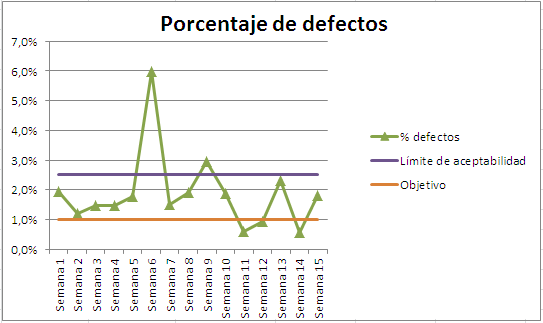 Porcentaje de defectos
7,0%
6,0%
5,0%
4,0%
3,0%
2,0%
1,0%
0,0%
Semana 1
Semana 2
Semana 3
Semana 4
Semana 5
Semana 6
Semana 7
Semana 8
Semana 9
Semana 10
Semana 11
Semana 12
Semana 13
Semana 14
Semana 15
% defectos
Límite de aceptabilidad
Objetivo